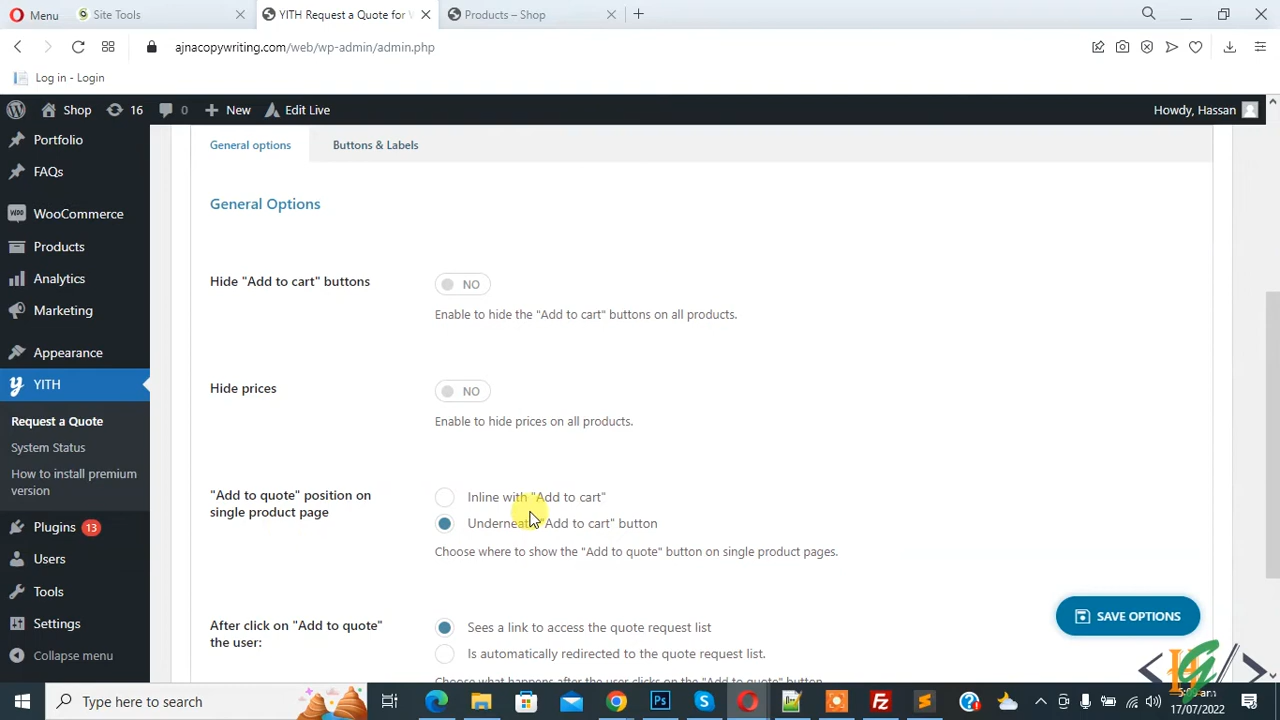 Menu
Site Tools
YITH Request a Quote for W
Products – Shop
ajnacopywriting.com/web/wp-admin/admin.php
Log in - Login
Shop
16
0
New
Edit Live
Howdy, Hassan
Portfolio
FAQs
WooCommerce
Products
Analytics
Marketing
Appearance
YITH
Request a Quote
System Status
How to install premium
version
Plugins 13
Users
Tools
Settings
Collapse menu
General options
Buttons & Labels
General Options
Hide "Add to cart" buttons
NO
Enable to hide the "Add to cart" buttons on all products.
Hide prices
NO
Enable to hide prices on all products.
"Add to quote" position on
single product page
Inline with "Add to cart"
Underneath "Add to cart" button
Choose where to show the "Add to quote" button on single product pages.
After click on "Add to quote"
the user:
Sees a link to access the quote request list
Is automatically redirected to the quote request list.
SAVE OPTIONS
Type here to search
17/07/2022